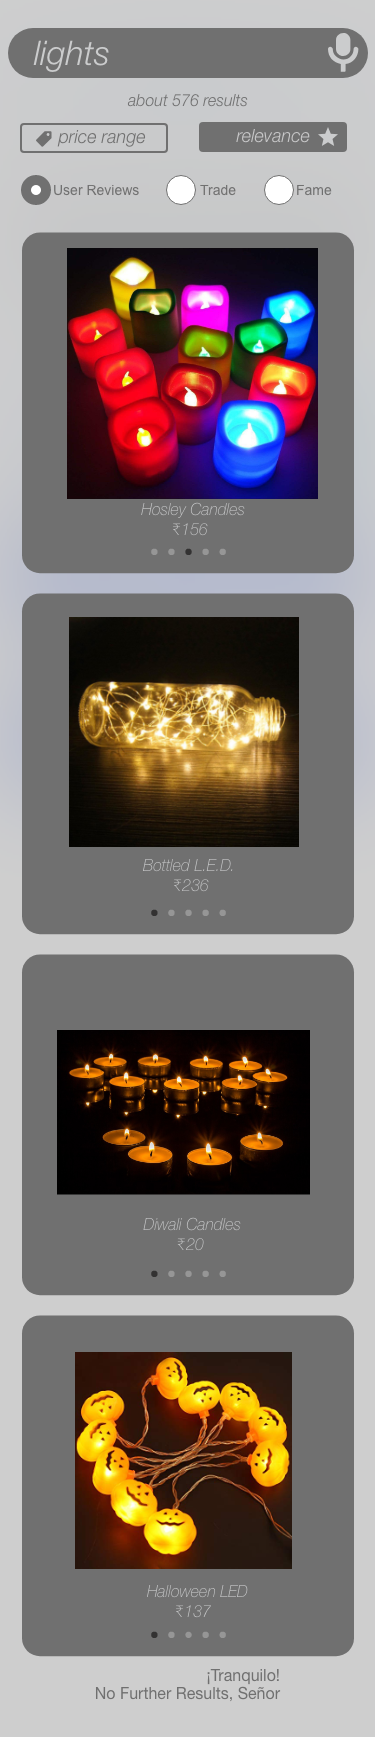 lights
about 576 results
price range
relevance
User Reviews
Trade
Fame
Hosley Candles
₹156
Bottled L.E.D.
₹236
Diwali Candles
₹20
Halloween LED
₹137
¡Tranquilo!
No Further Results, Señor